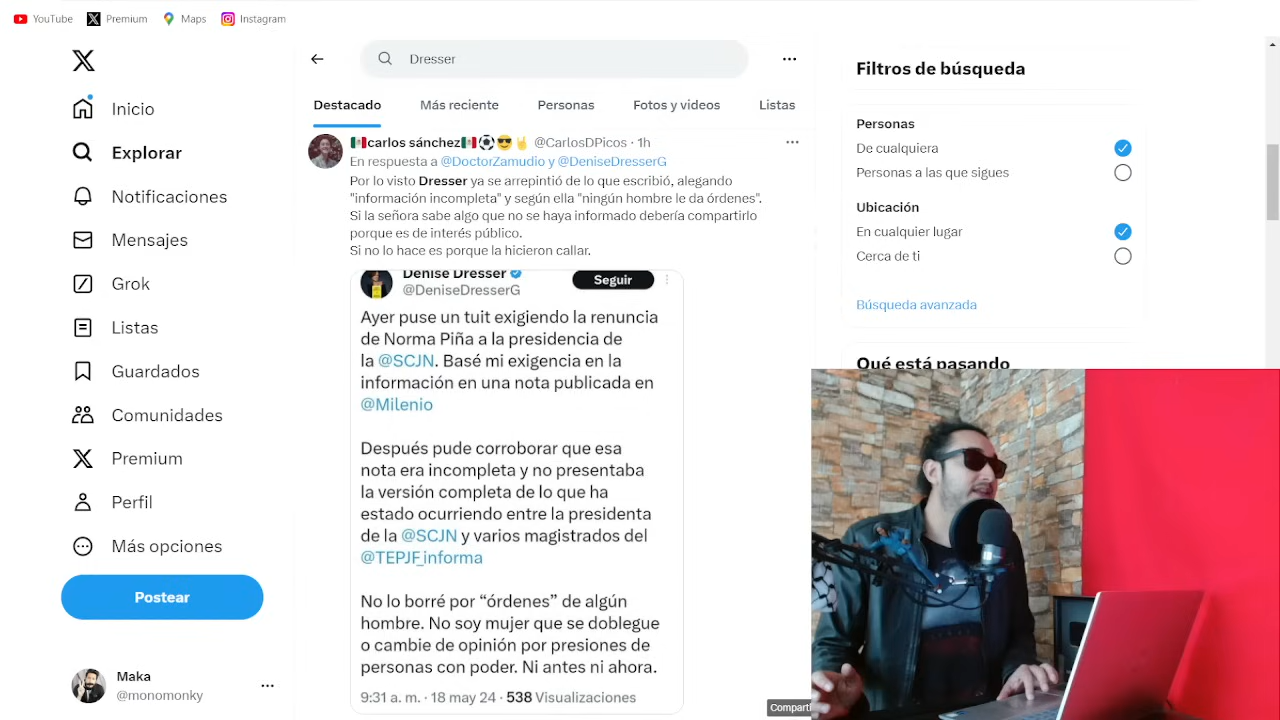 YouTube
Premium
Maps
Instagram
Inicio
Explorar
Notificaciones
Mensajes
Grok
Listas
Guardados
Comunidades
Premium
Perfil
Más opciones
Postear
Maka
@monomonky
Dresser
Destacado
Más reciente
Personas
Fotos y videos
Listas
carlos sánchez @CarlosDPicos · 1h
En respuesta a @DoctorZamudio y @DeniseDresserG
Por lo visto Dresser ya se arrepintió de lo que escribió, alegando
"información incompleta" y según ella "ningún hombre le da órdenes".
Si la señora sabe algo que no se haya informado debería compartirlo
porque es de interés público.
Si no lo hace es porque la hicieron callar.
Denise Dresser
@DeniseDresserG
Seguir
Ayer puse un tuit exigiendo la renuncia
de Norma Piña a la presidencia de
la @SCJN. Basé mi exigencia en la
información en una nota publicada en
@Milenio
Después pude corroborar que esa
nota era incompleta y no presentaba
la versión completa de lo que ha
estado ocurriendo entre la presidenta
de la @SCJN y varios magistrados del
@TEPJF_informa
No lo borré por “órdenes” de algún
hombre. No soy mujer que se doblegue
o cambie de opinión por presiones de
personas con poder. Ni antes ni ahora.
9:31 a. m. · 18 may 24 · 538 Visualizaciones
Filtros de búsqueda
Personas
De cualquiera
Personas a las que sigues
Ubicación
En cualquier lugar
Cerca de ti
Búsqueda avanzada
Qué está pasando